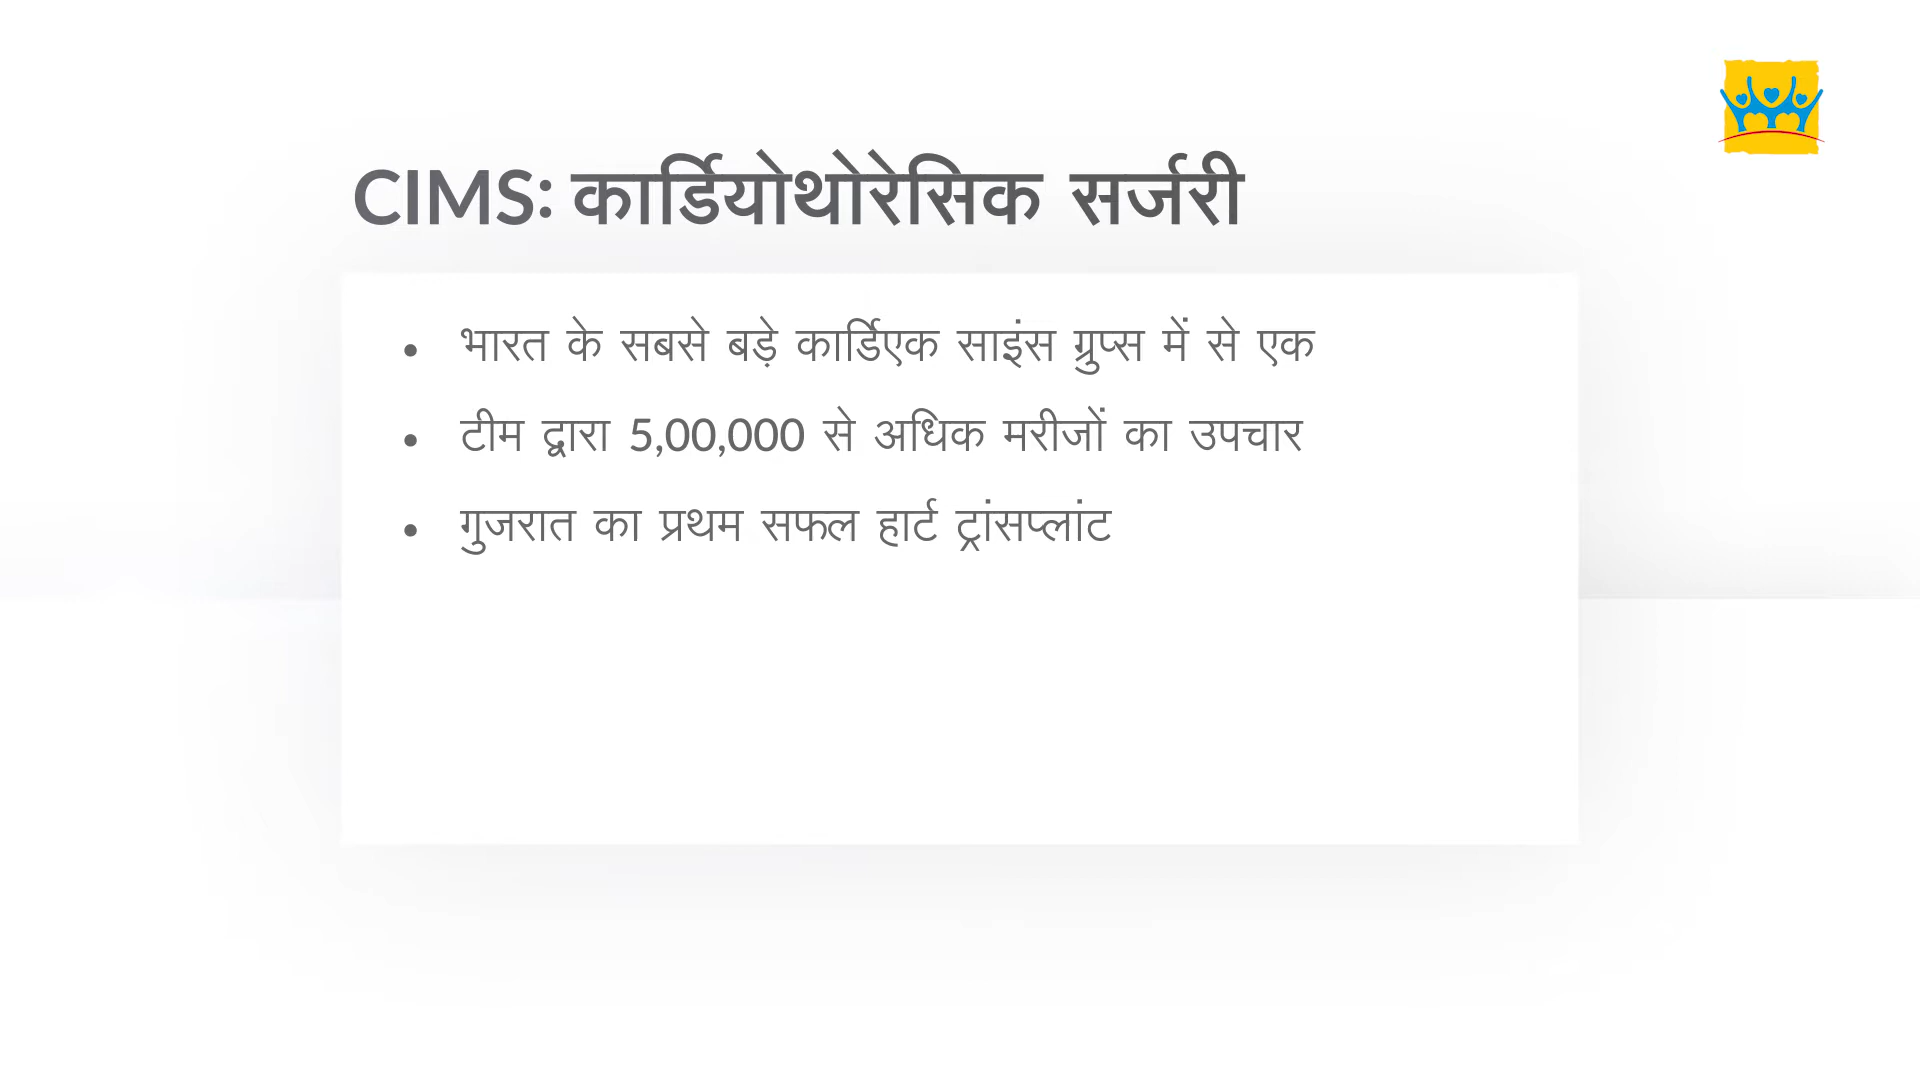 CIMS: कार्डियोथोरेसिक सर्जरी
• भारत के सबसे बड़े कार्डिएक साइंस ग्रुप्स में से एक
• टीम द्वारा 5,00,000 से अधिक मरीजों का उपचार
• गुजरात का प्रथम सफल हार्ट ट्रांसप्लांट